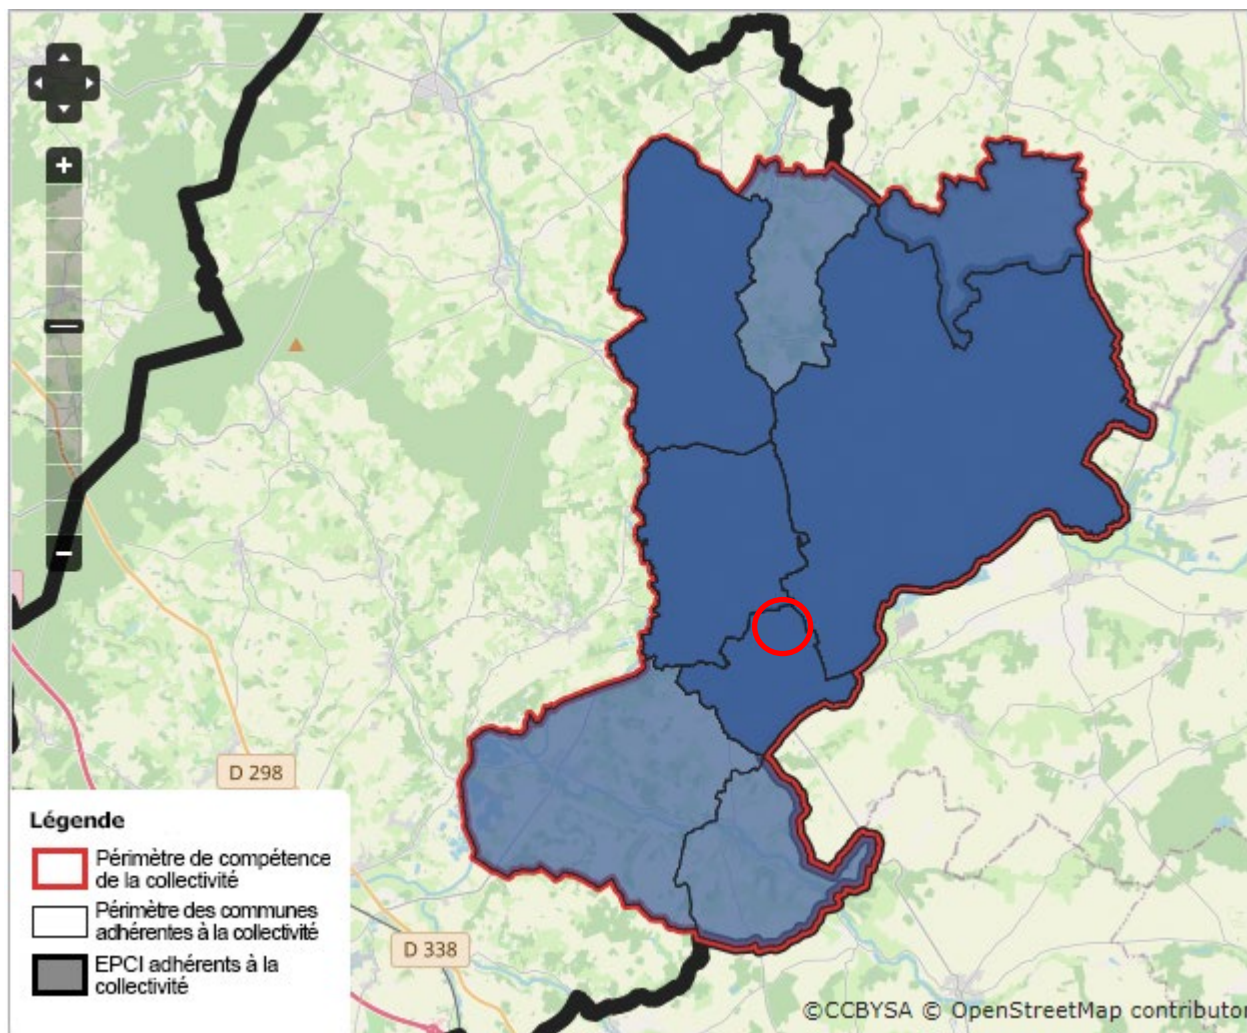 +
−
D 298
D 338
Légende
Périmètre de compétence
de la collectivité
Périmètre des communes
adhérentes à la collectivité
EPCI adhérents à la
collectivité
©CCBYSA © OpenStreetMap contributor